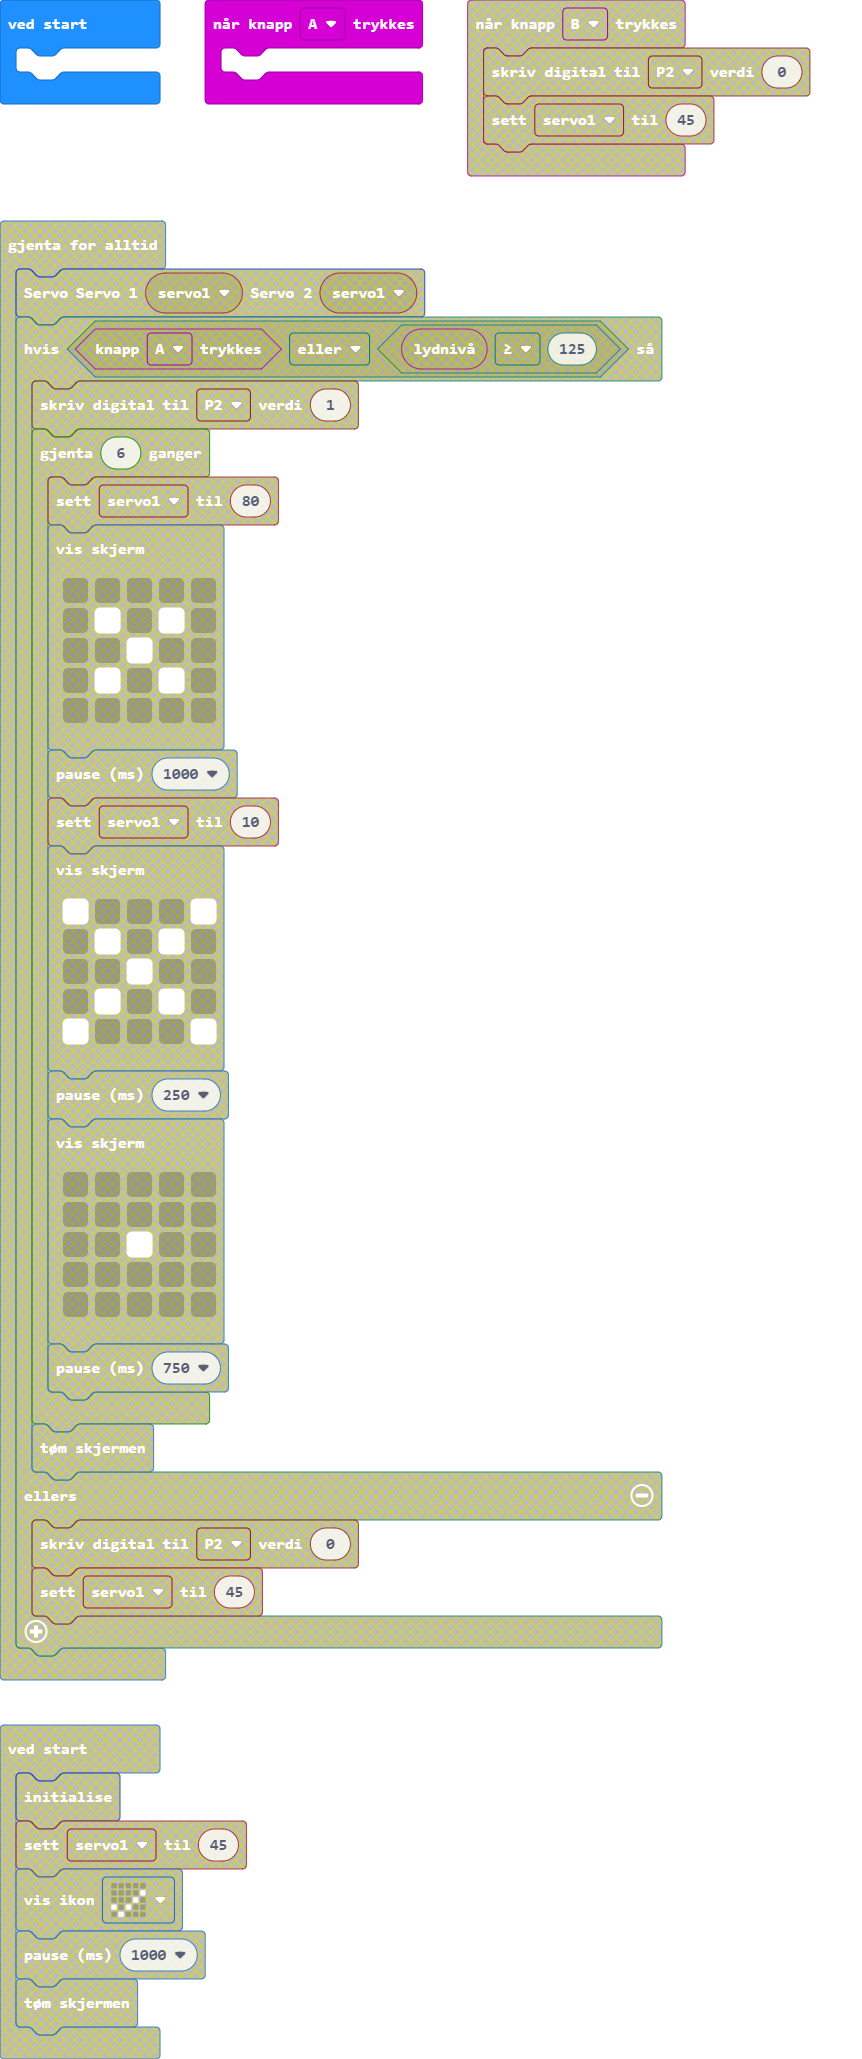 ved start
når knapp A trykkes
når knapp B trykkes
skriv digital til P2 verdi 0
sett servo1 til 45
gjenta for alltid
Servo Servo 1 servo1 Servo 2 servo1
hvis knapp A trykkes eller lydnivå ≥ 125 så
skriv digital til P2 verdi 1
gjenta 6 ganger
sett servo1 til 80
vis skjerm
pause (ms) 1000
sett servo1 til 10
vis skjerm
pause (ms) 250
vis skjerm
pause (ms) 750
tøm skjermen
ellers
skriv digital til P2 verdi 0
sett servo1 til 45
ved start
initialise
sett servo1 til 45
vis ikon
pause (ms) 1000
tøm skjermen